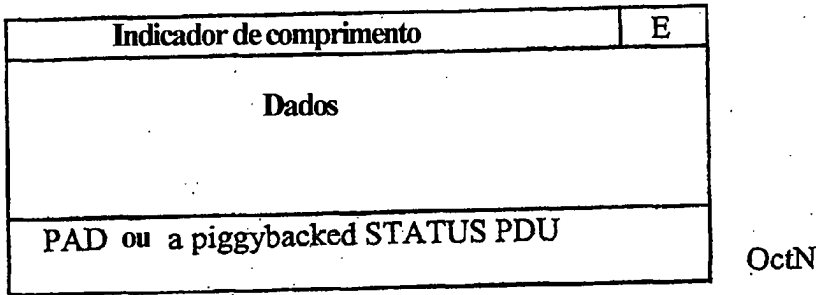 Indicador de comprimento E
Dados
PAD ou a piggybacked STATUS PDU
OctN